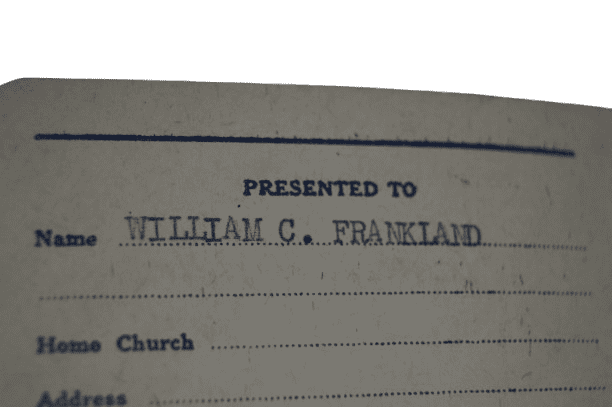 PRESENTED TO
Name WILLIAM C. FRANKLAND
Home Church
Address